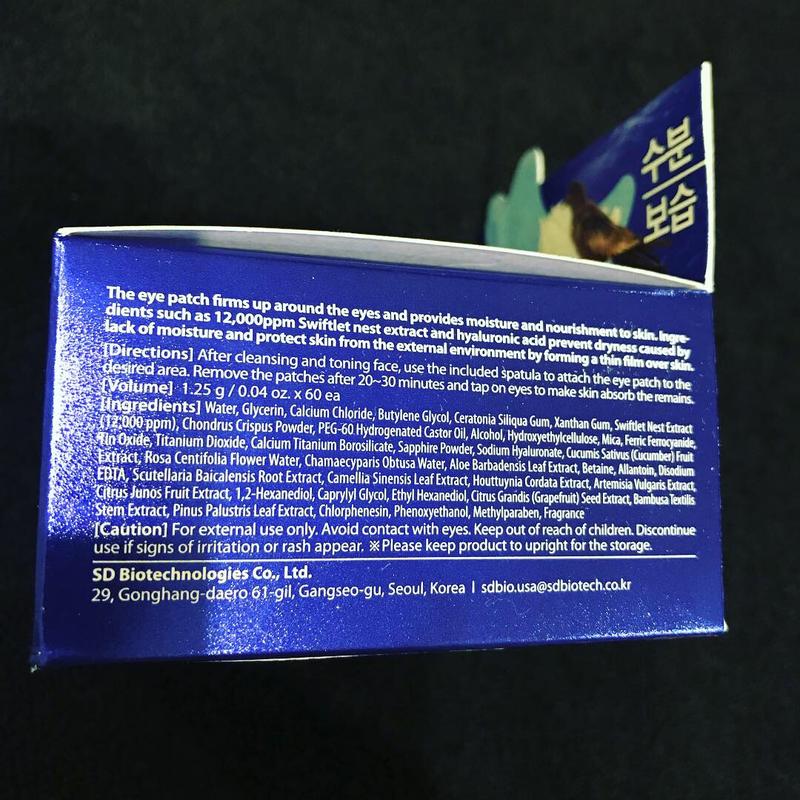 수분
보습
The eye patch firms up around the eyes and provides moisture and nourishment to skin. Ingre-
dients such as 12,000ppm Swiftlet nest extract and hyaluronic acid prevent dryness caused by
lack of moisture and protect skin from the external environment by forming a thin film over skin.
[Directions] After cleansing and toning face, use the included spatula to attach the eye patch to the
desired area. Remove the patches after 20~30 minutes and tap on eyes to make skin absorb the remains.
[Volume] 1.25 g / 0.04 oz. x 60 ea
[Ingredients] Water, Glycerin, Calcium Chloride, Butylene Glycol, Ceratonia Siliqua Gum, Xanthan Gum, Swiftlet Nest Extract
(12,000 ppm), Chondrus Crispus Powder, PEG-60 Hydrogenated Castor Oil, Alcohol, Hydroxyethylcellulose, Mica, Ferric Ferrocyanide,
Tin Oxide, Titanium Dioxide, Calcium Titanium Borosilicate, Sapphire Powder, Sodium Hyaluronate, Cucumis Sativus (Cucumber) Fruit
Extract, Rosa Centifolia Flower Water, Chamaecyparis Obtusa Water, Aloe Barbadensis Leaf Extract, Betaine, Allantoin, Disodium
EDTA, Scutellaria Baicalensis Root Extract, Camellia Sinensis Leaf Extract, Houttuynia Cordata Extract, Artemisia Vulgaris Extract,
Citrus Junos Fruit Extract, 1,2-Hexanediol, Caprylyl Glycol, Ethyl Hexanediol, Citrus Grandis (Grapefruit) Seed Extract, Bambusa Textilis
Stem Extract, Pinus Palustris Leaf Extract, Chlorphenesin, Phenoxyethanol, Methylparaben, Fragrance
[Caution] For external use only. Avoid contact with eyes. Keep out of reach of children. Discontinue
use if signs of irritation or rash appear. ※Please keep product to upright for the storage.
SD Biotechnologies Co., Ltd.
29, Gonghang-daero 61-gil, Gangseo-gu, Seoul, Korea | sdbio.usa@sdbiotech.co.kr